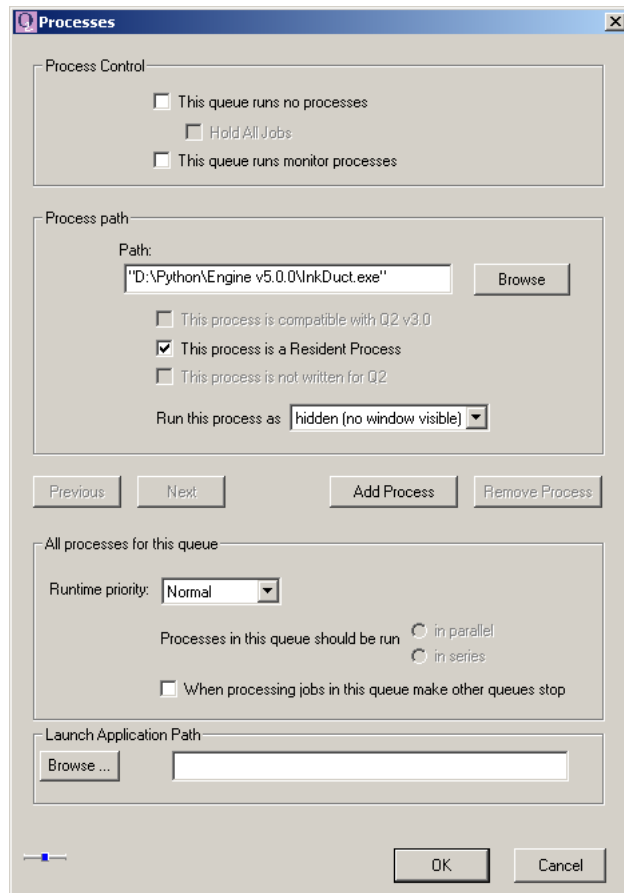 Processes
Process Control
This queue runs no processes
Hold All Jobs
This queue runs monitor processes
Process path
Path:
"D:\Python\Engine v5.0.0\InkDuct.exe"
Browse
This process is compatible with Q2 v3.0
This process is a Resident Process
This process is not written for Q2
Run this process as hidden (no window visible)
Previous Next Add Process Remove Process
All processes for this queue
Runtime priority: Normal
Processes in this queue should be run
in parallel
in series
When processing jobs in this queue make other queues stop
Launch Application Path
Browse ...
OK Cancel